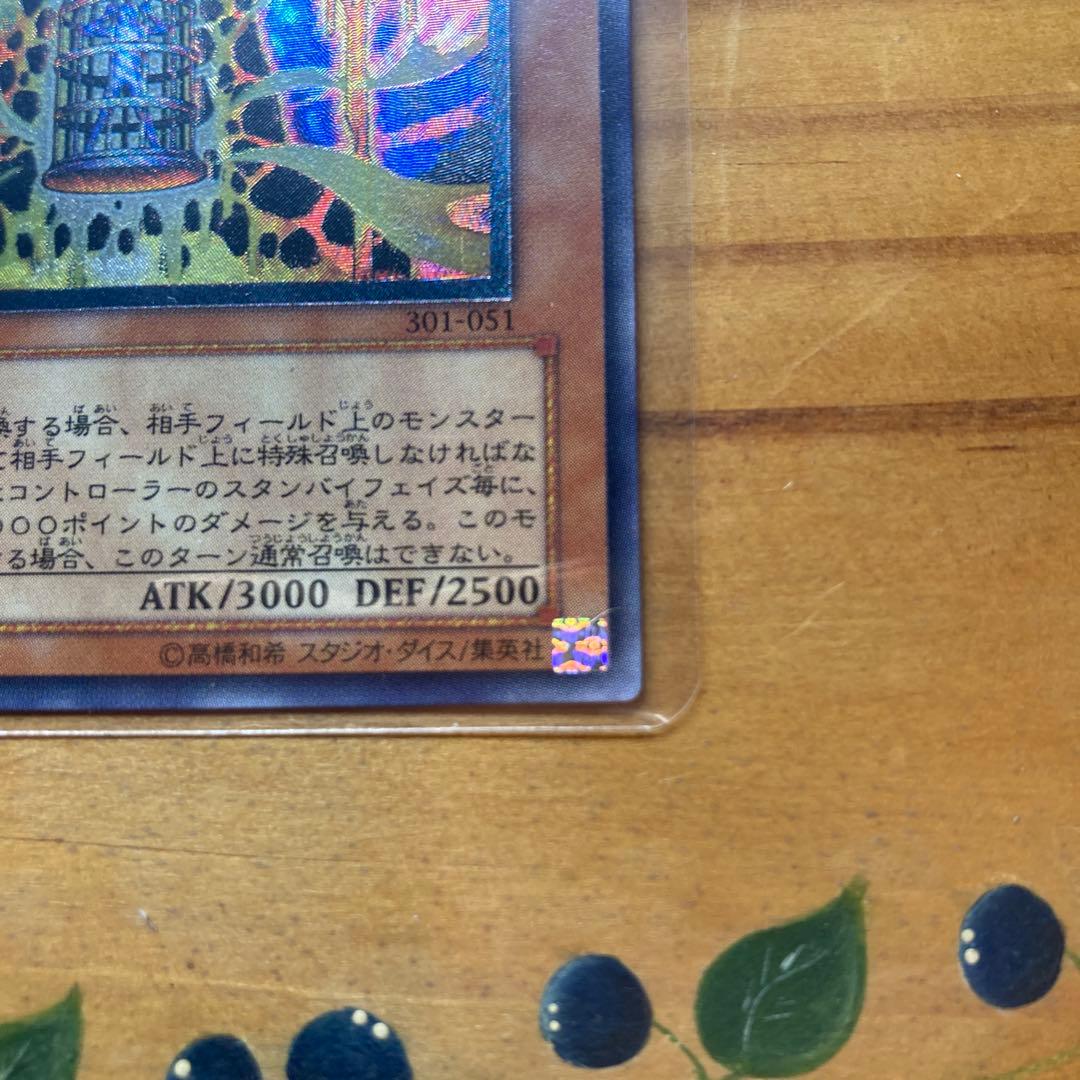 301-051
喚する場合、相手フィールド上のモンスター
て相手フィールド上に特殊召喚しなければな
コントローラーのスタンバイフェイズ毎に、
000ポイントのダメージを与える。このモ
る場合、このターン通常召喚はできない。
ATK/3000 DEF/2500
©高橋和希 スタジオ・ダイス/集英社